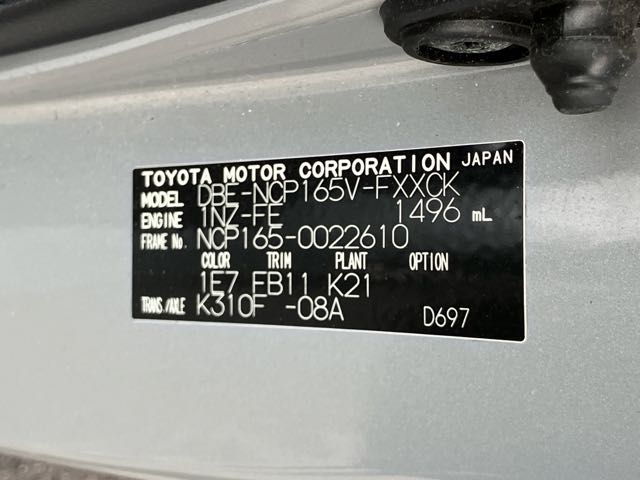 TOYOTA MOTOR CORPORATION JAPAN
MODEL DBE-NCP165V-FXXCK
ENGINE 1NZ-FE 1496 mL
FRAME No. NCP165-0022610
COLOR TRIM PLANT OPTION
1E7 FB11 K21
TRANS./AXLE K310F -08A
D697